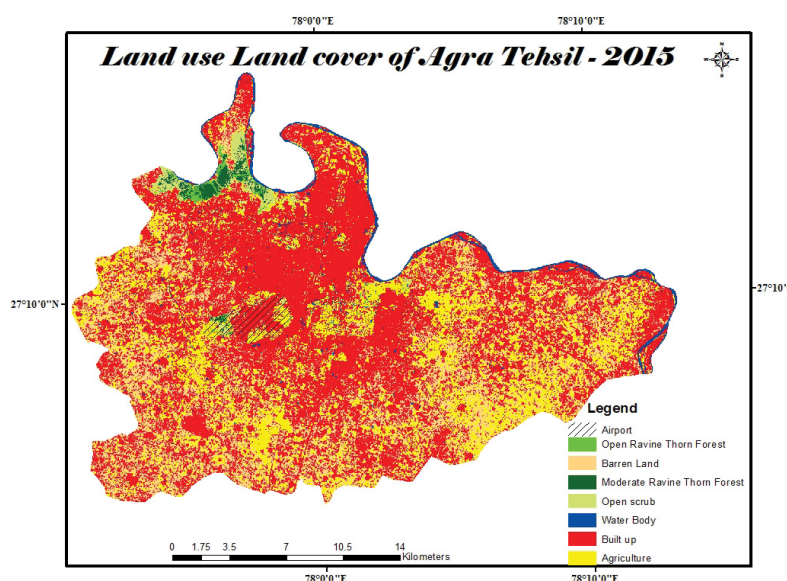 78°0'0"E 78°10'0"E
Land use Land cover of Agra Tehsil - 2015
N
W E
S
27°10'0"N 27°10'
Legend
Airport
Open Ravine Thorn Forest
Barren Land
Moderate Ravine Thorn Forest
Open scrub
Water Body
Built up
Agriculture
0 1.75 3.5 7 10.5 14
Kilometers
78°0'0"E 78°10'0"E